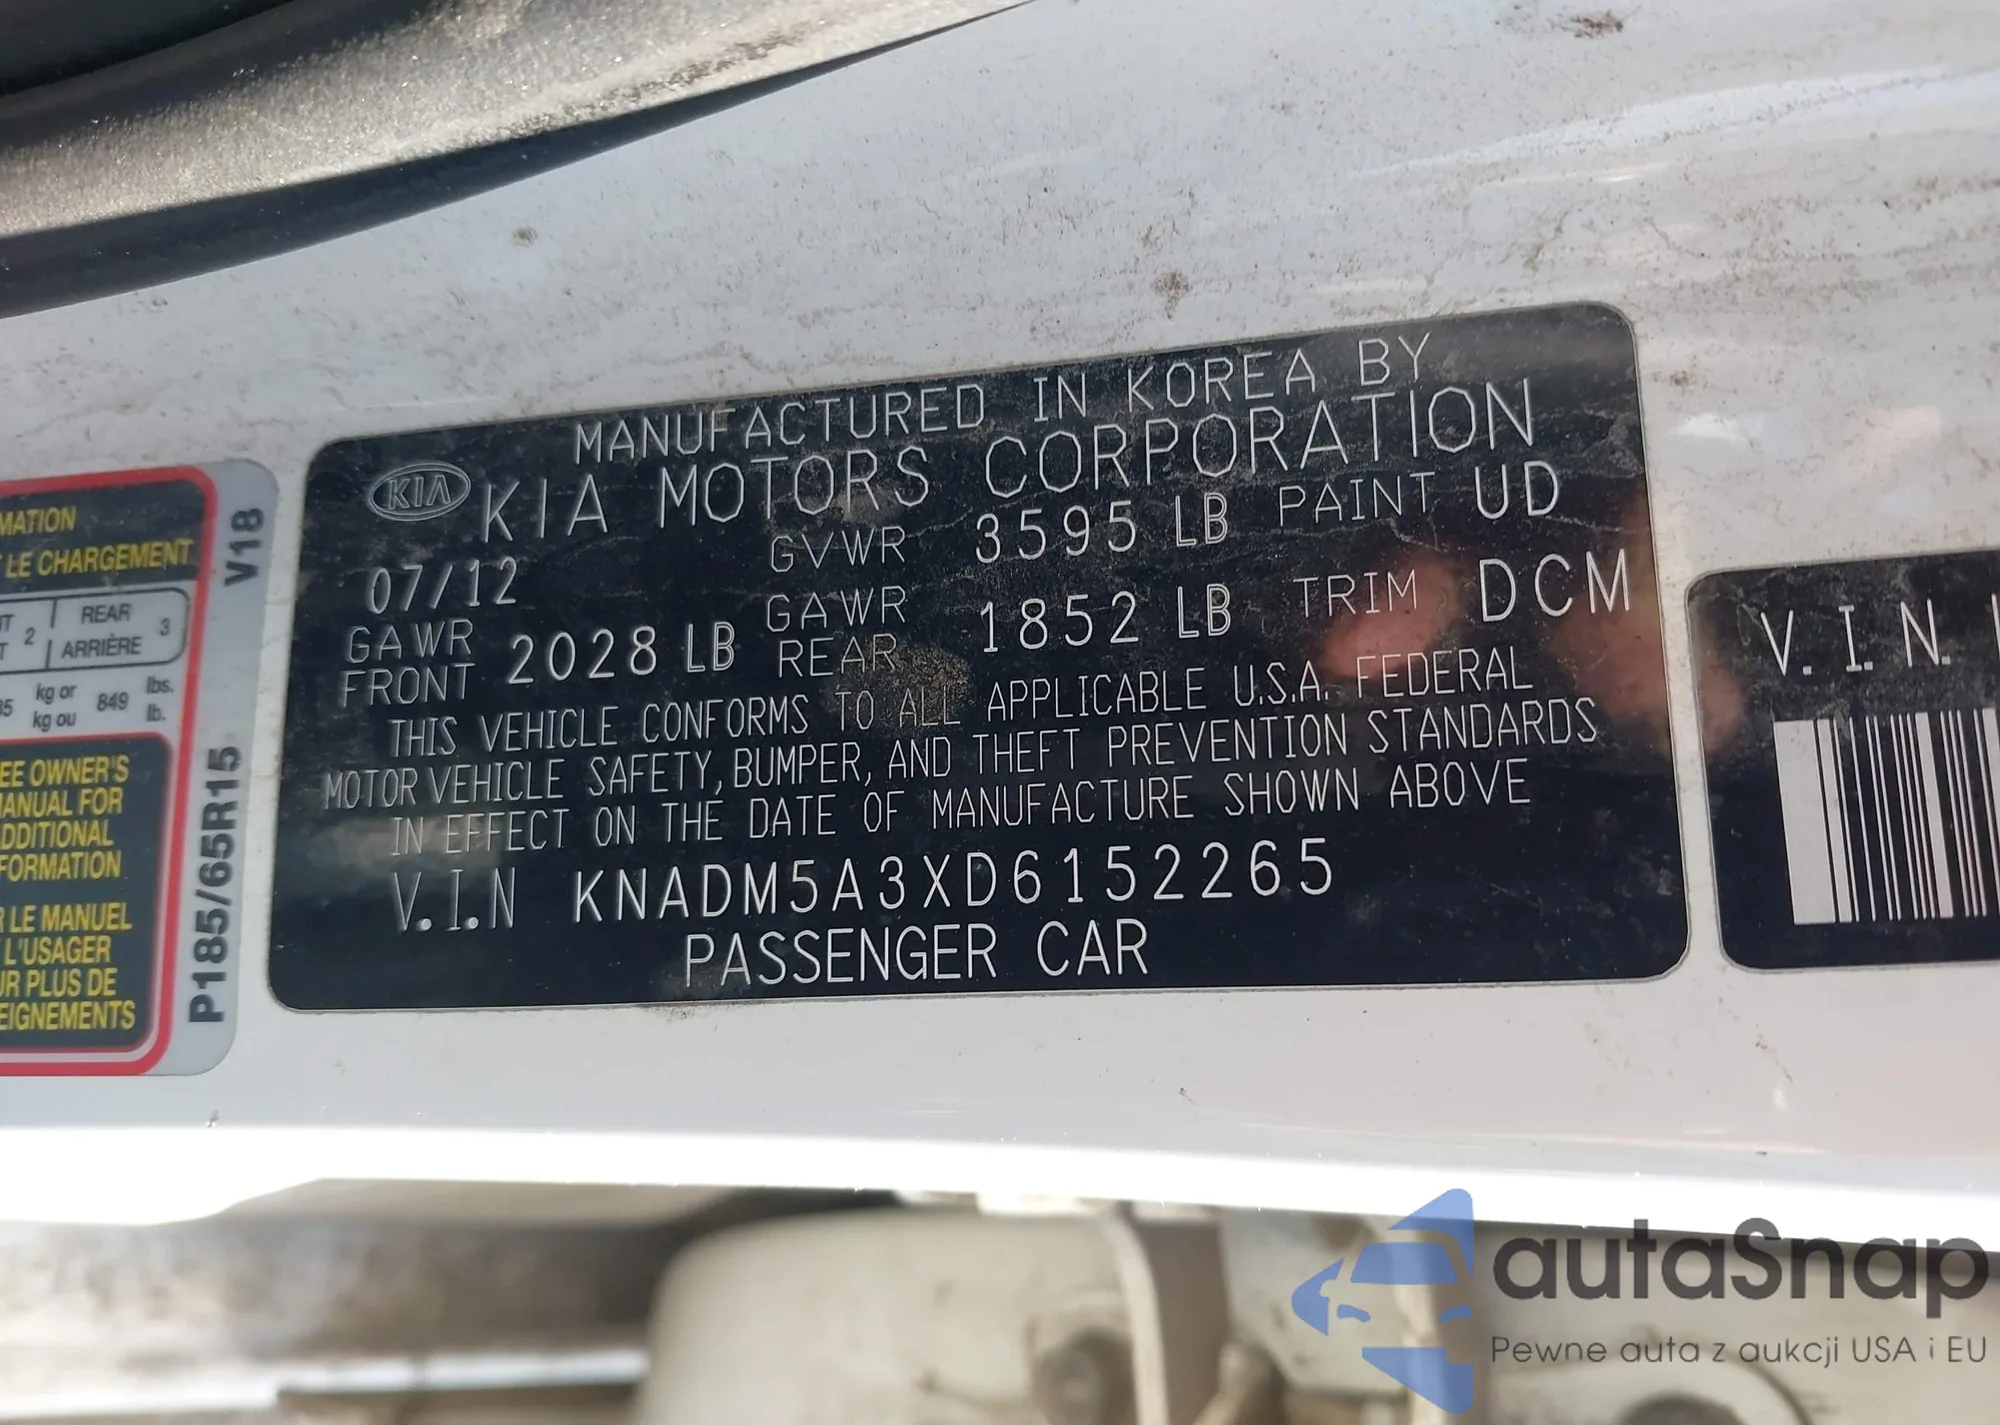 MANUFACTURED IN KOREA BY
KIA KIA MOTORS CORPORATION
07/12 GVWR 3595 LB PAINT UD
GAWR FRONT 2028 LB GAWR REAR 1852 LB TRIM DCM
THIS VEHICLE CONFORMS TO ALL APPLICABLE U.S.A. FEDERAL
MOTOR VEHICLE SAFETY, BUMPER, AND THEFT PREVENTION STANDARDS
IN EFFECT ON THE DATE OF MANUFACTURE SHOWN ABOVE
V.I.N KNADM5A3XD6152265
PASSENGER CAR
MATION
LE CHARGEMENT
2 REAR ARRIÈRE 3
kg or kg ou 849 lbs. lb.
EE OWNER'S
MANUAL FOR
DDITIONAL
FORMATION
R LE MANUEL
L'USAGER
UR PLUS DE
EIGNEMENTS
V18
P185/65R15
V.I.N.
autaSnap
Pewne auta z aukcji USA i EU